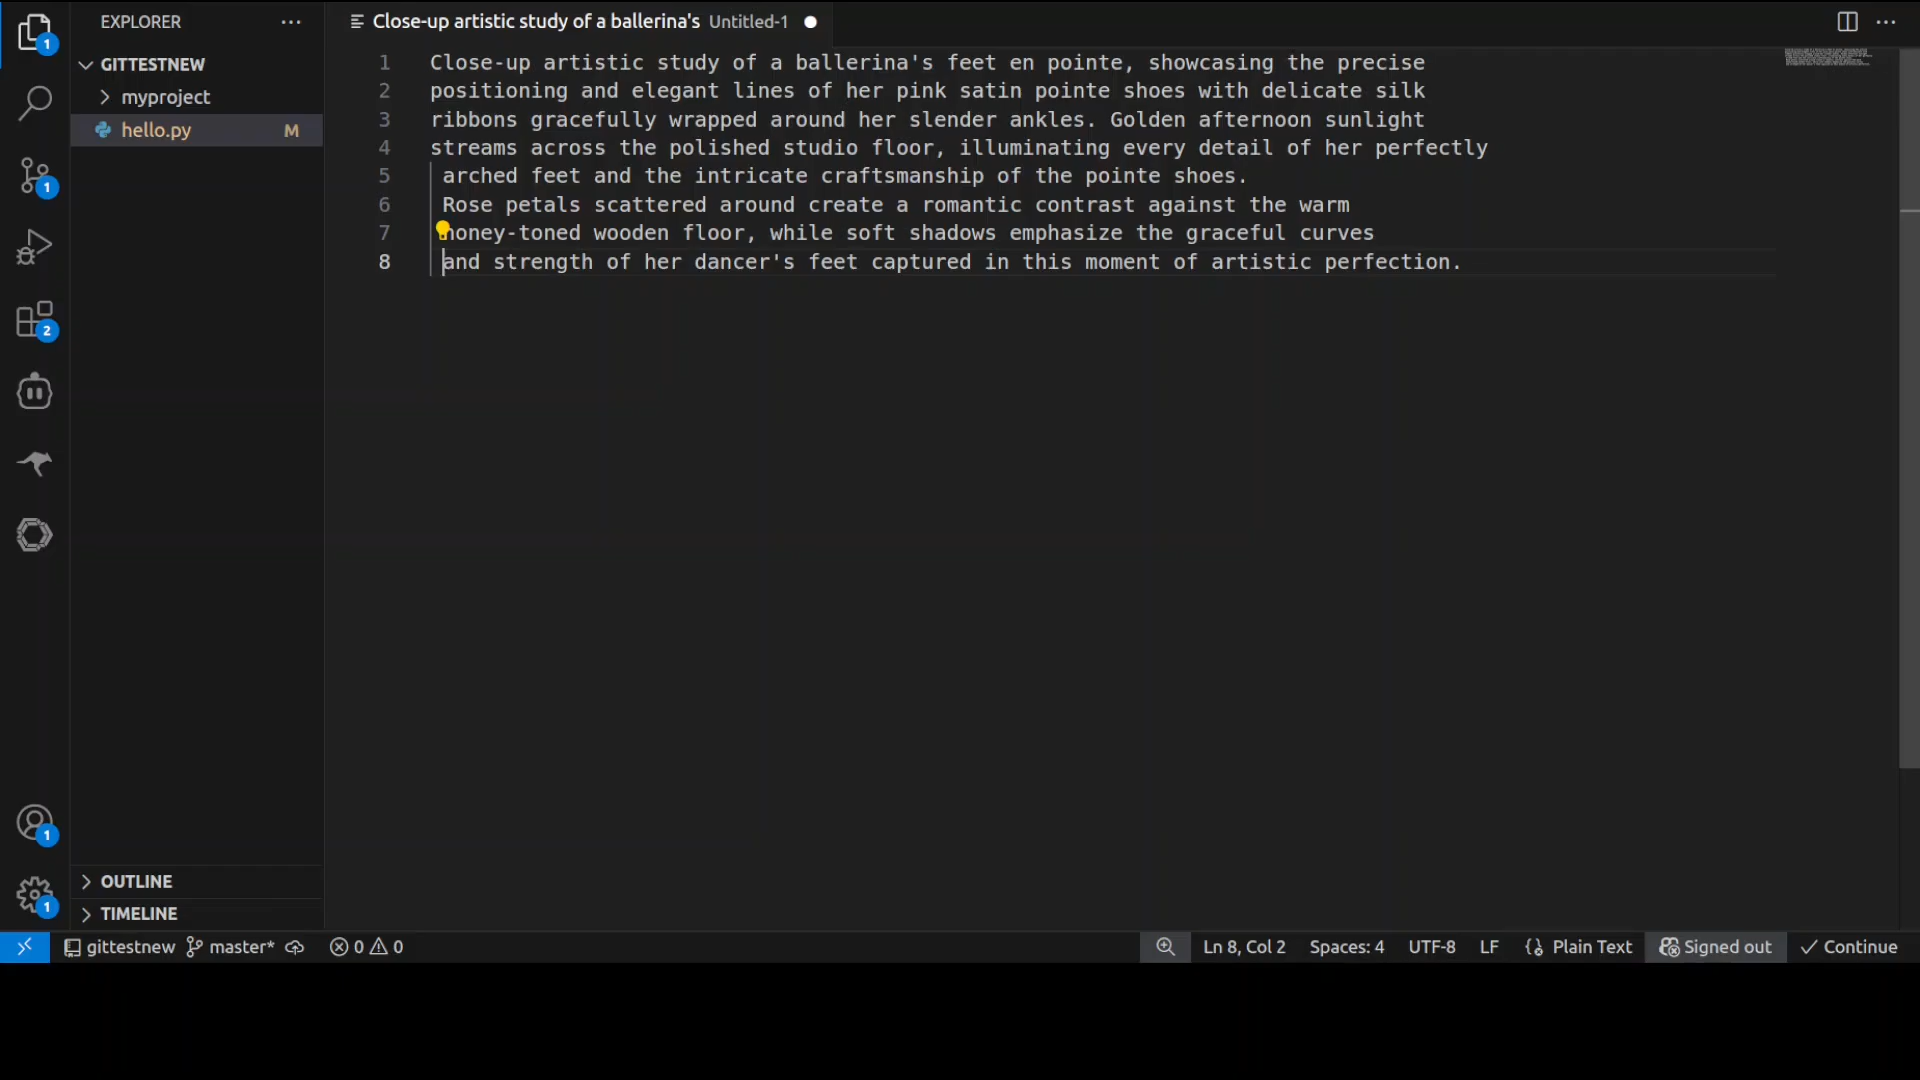 EXPLORER
Close-up artistic study of a ballerina's Untitled-1
GITTESTNEW
myproject
hello.py M
1 Close-up artistic study of a ballerina's feet en pointe, showcasing the precise
2 positioning and elegant lines of her pink satin pointe shoes with delicate silk
3 ribbons gracefully wrapped around her slender ankles. Golden afternoon sunlight
4 streams across the polished studio floor, illuminating every detail of her perfectly
5 arched feet and the intricate craftsmanship of the pointe shoes.
6 Rose petals scattered around create a romantic contrast against the warm
7 honey-toned wooden floor, while soft shadows emphasize the graceful curves
8 and strength of her dancer's feet captured in this moment of artistic perfection.
1
1
2
1
1
OUTLINE
TIMELINE
gittestnew master* 0 0 Ln 8, Col 2 Spaces: 4 UTF-8 LF Plain Text Signed out Continue